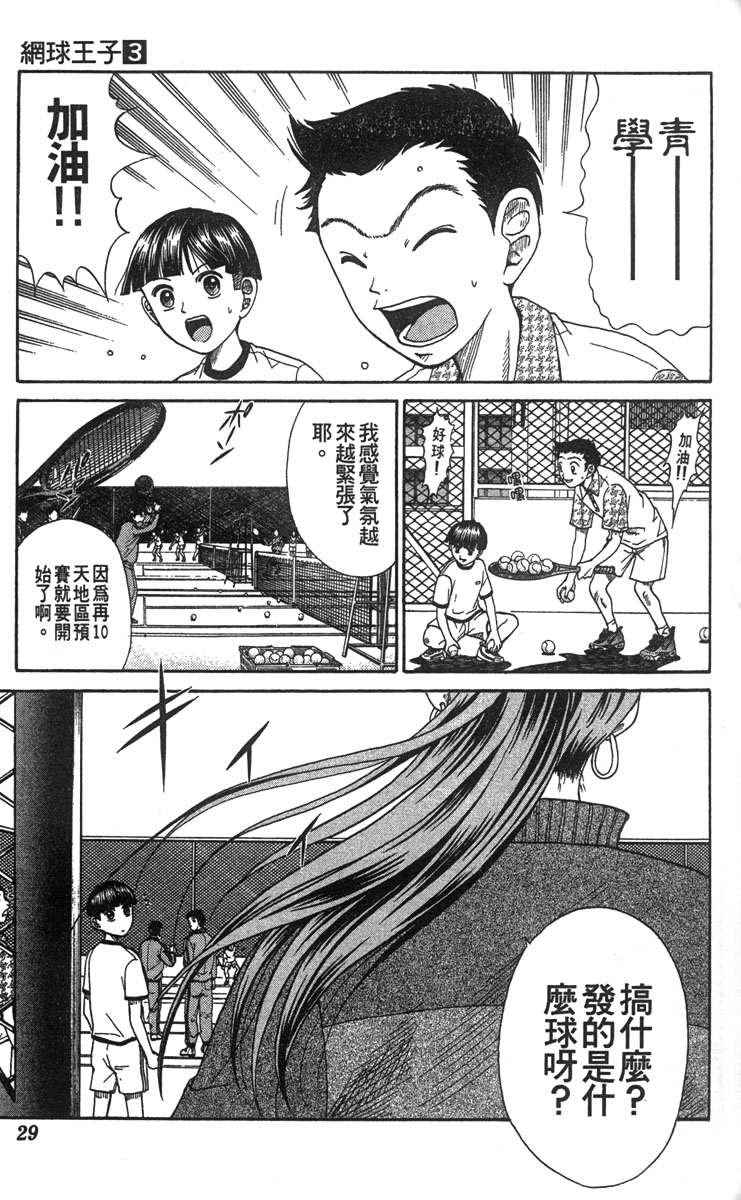 網球王子3
青——
學——
加油!!
加油!!
嘿嘿
好球!
我感覺氣氛越
來越緊張了
耶。
因為再10
天地區預
賽就要開
始了啊。
搞什麼?
發的是什
麼球呀?
29